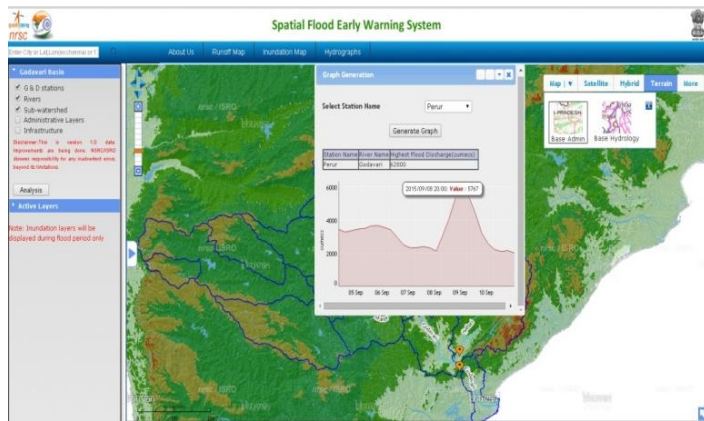 Spatial Flood Early Warning System
nrsc
About Us Runoff Map Inundation Map Hydrographs
Godavari Basin
G & D stations
Rivers
Sub-watershed
Administrative Layers
Infrastructure
Analysis
Active Layers
Note: Inundation layers will be
displayed during flood period only
Graph Generation
Select Station Name Perur
Generate Graph
Station Name River Name Highest Flood Discharge(cumecs)
Perur Godavari 62800
2015/09/08 20:00 Value : 5767
6000
4000
2000
0
cumecs
05 Sep 06 Sep 07 Sep 08 Sep 09 Sep 10 Sep
Map Satellite Hybrid Terrain More
Base Admin Base Hydrology
nrsc / ISRO
bhuvan